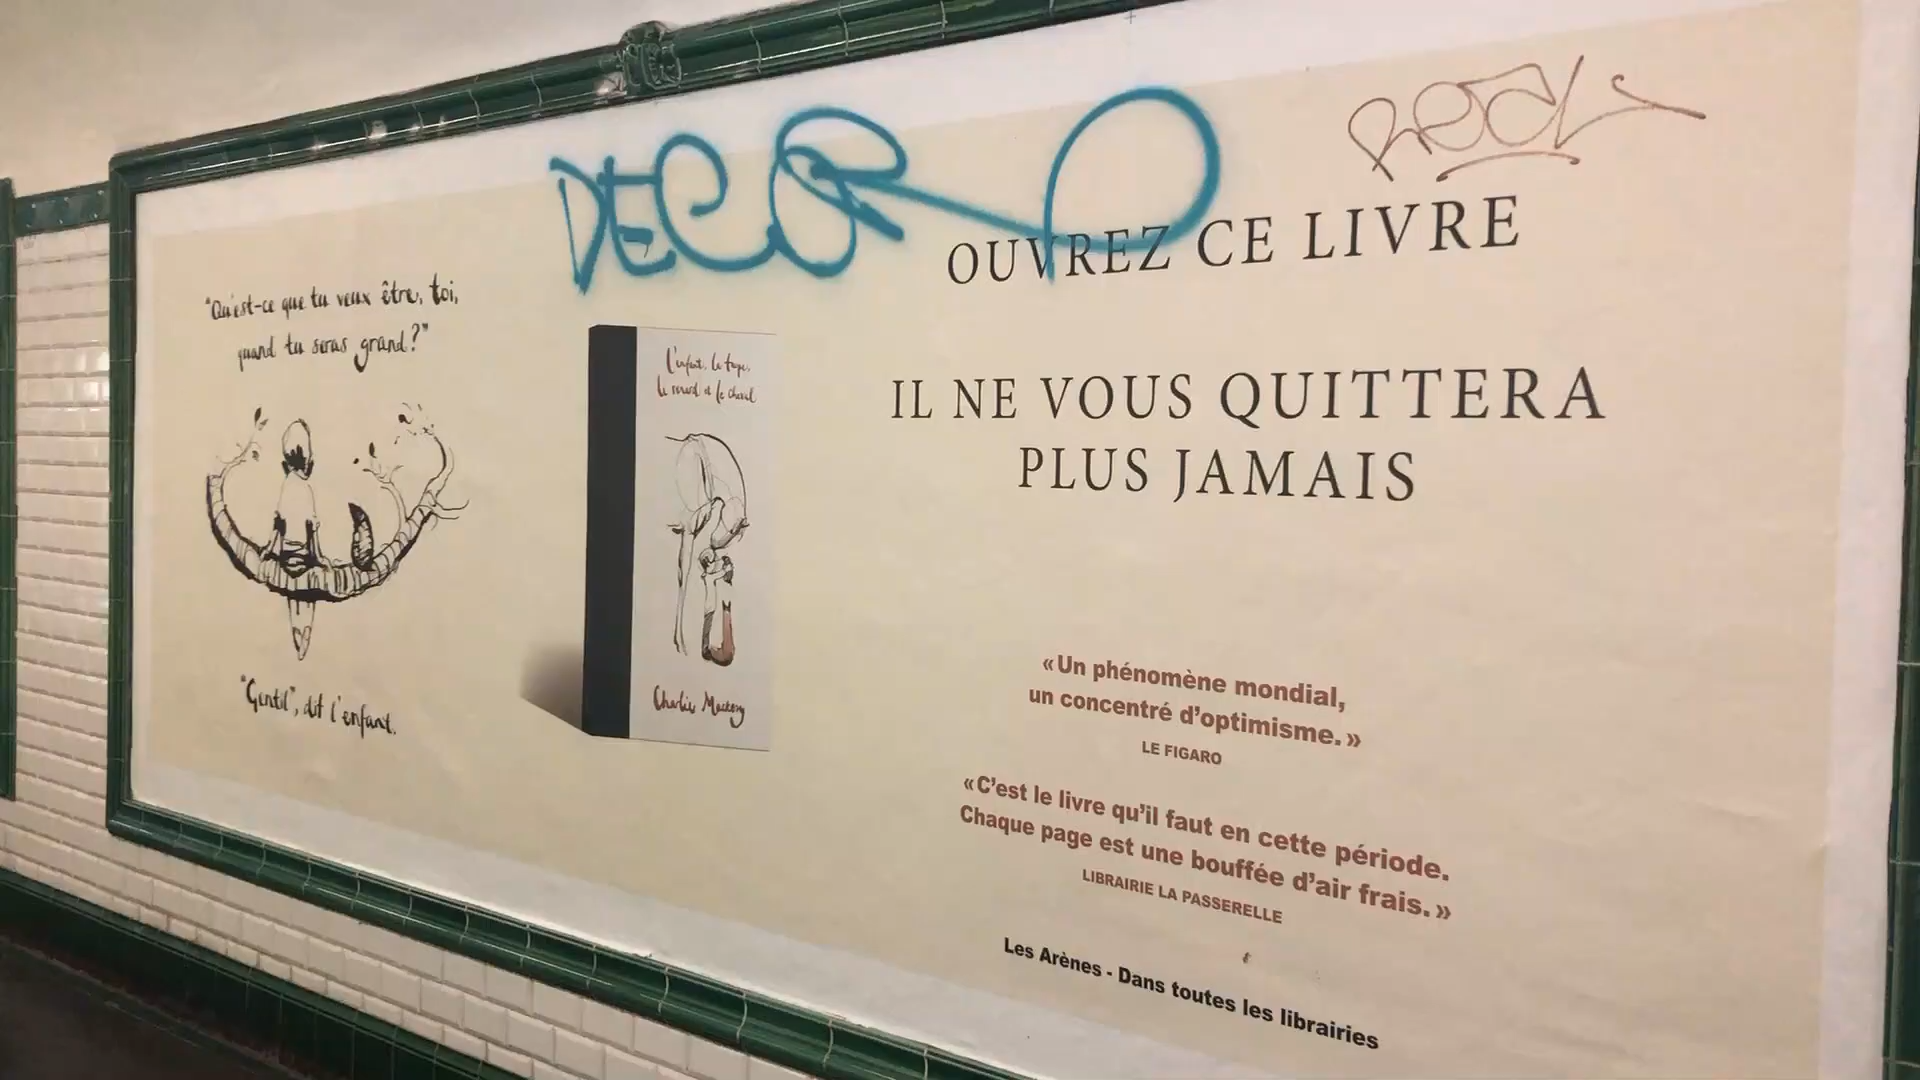 DECOR
REAL
"Qu'est-ce que tu veux être, toi,
quand tu seras grand?"
"Gentil", dit l'enfant.
L'enfant, la taupe,
le renard et le cheval
Charlie Mackesy
OUVREZ CE LIVRE
IL NE VOUS QUITTERA
PLUS JAMAIS
«Un phénomène mondial,
un concentré d'optimisme.»
LE FIGARO
«C'est le livre qu'il faut en cette période.
Chaque page est une bouffée d'air frais.»
LIBRAIRIE LA PASSERELLE
Les Arènes - Dans toutes les librairies